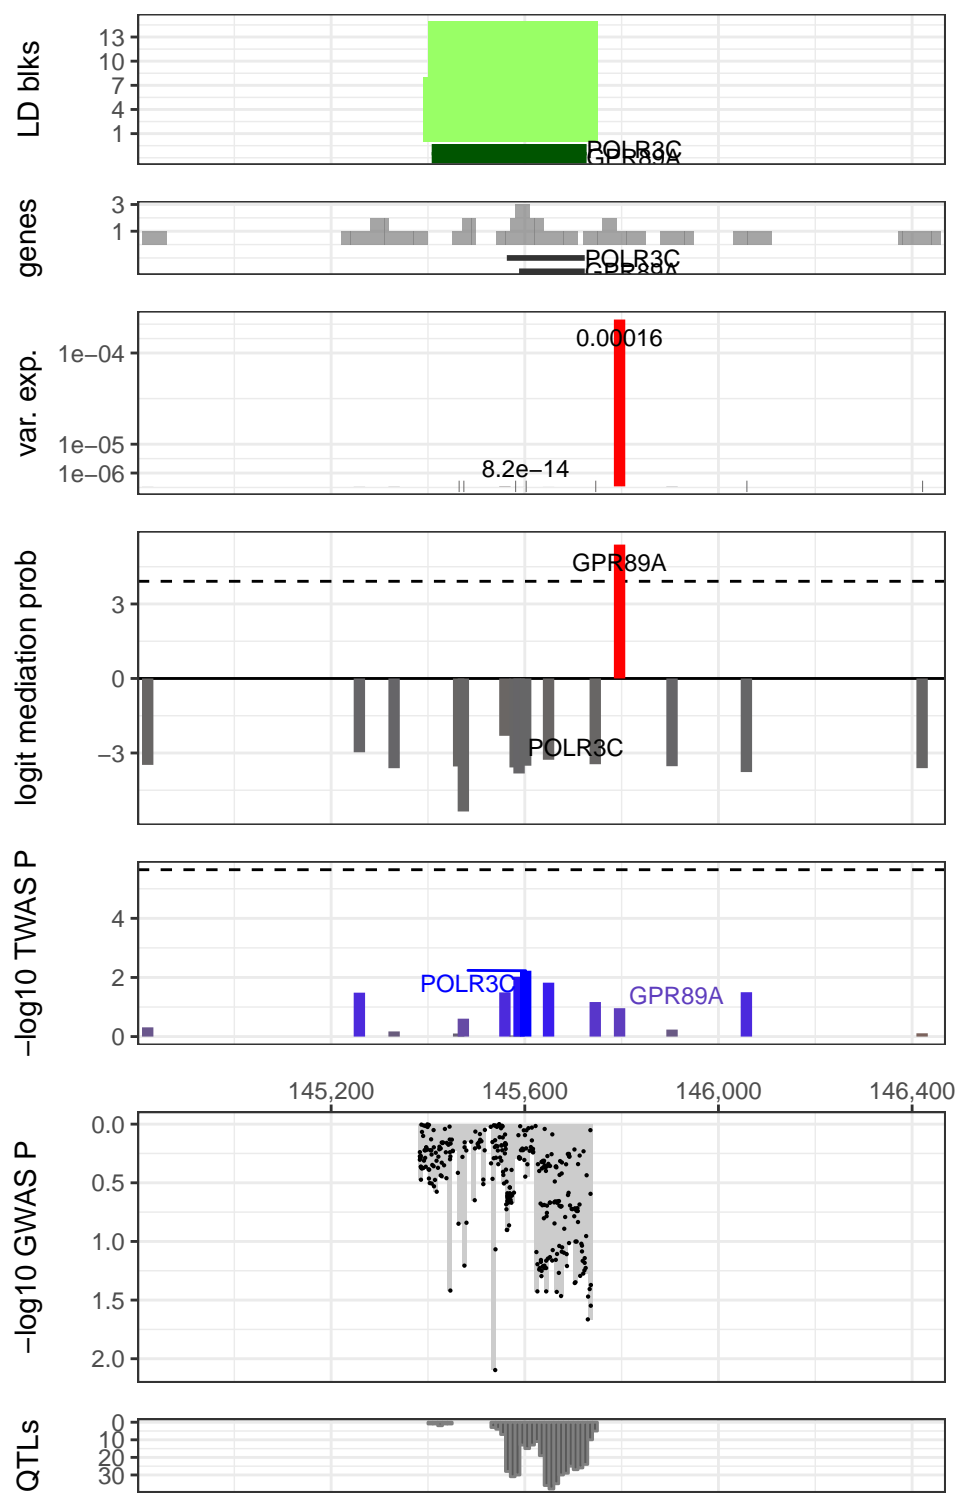 LD blks
13
10
7
4
1
POLR3C
GPR89A
genes
3
1
POLR3C
GPR89A
var. exp.
1e−04
1e−05
1e−06
0.00016
8.2e−14
logit mediation prob
3
0
−3
GPR89A
POLR3C
−log10 TWAS P
4
2
0
POLR3C
GPR89A
145,200 145,600 146,000 146,400
−log10 GWAS P
0.0
0.5
1.0
1.5
2.0
QTLs
0
10
20
30